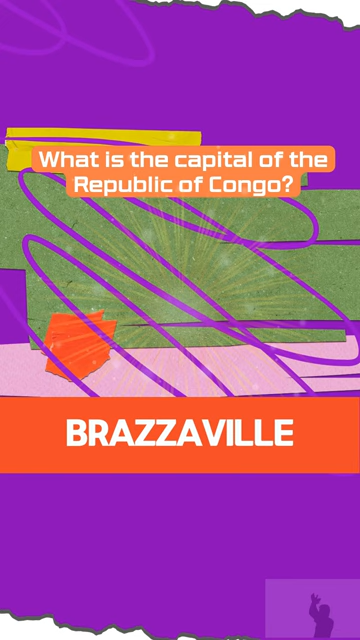 What is the capital of the
Republic of Congo?
BRAZZAVILLE